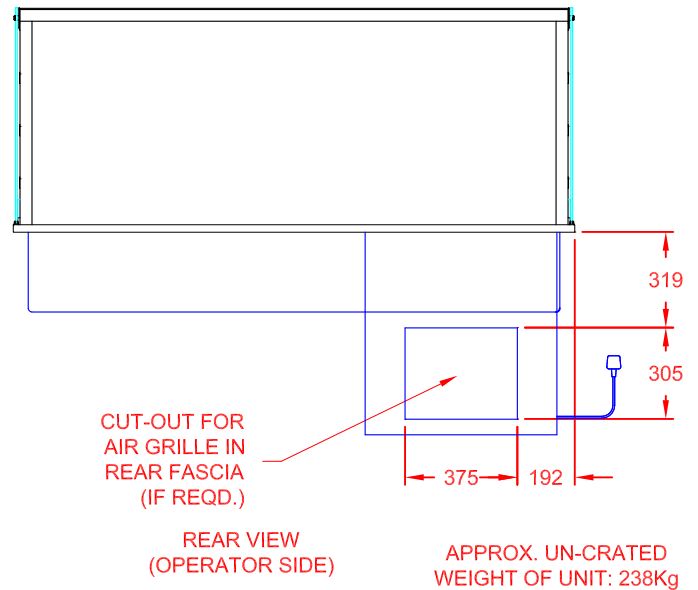 319
305
375
192
CUT-OUT FOR
AIR GRILLE IN
REAR FASCIA
(IF REQD.)
REAR VIEW
(OPERATOR SIDE)
APPROX. UN-CRATED
WEIGHT OF UNIT: 238Kg